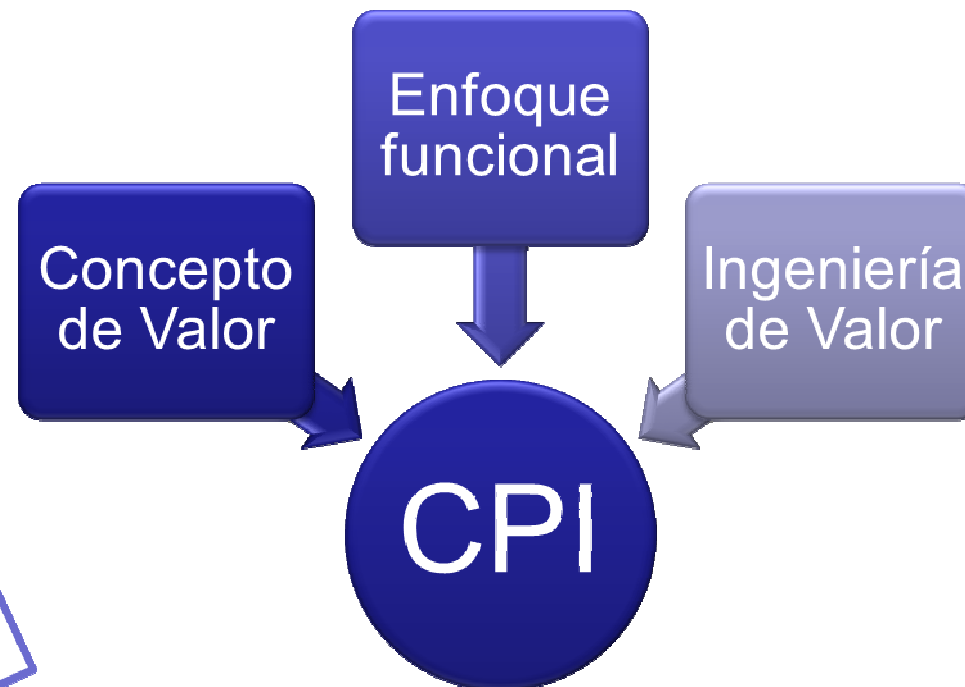 Enfoque
funcional
Concepto
de Valor
Ingeniería
de Valor
CPI